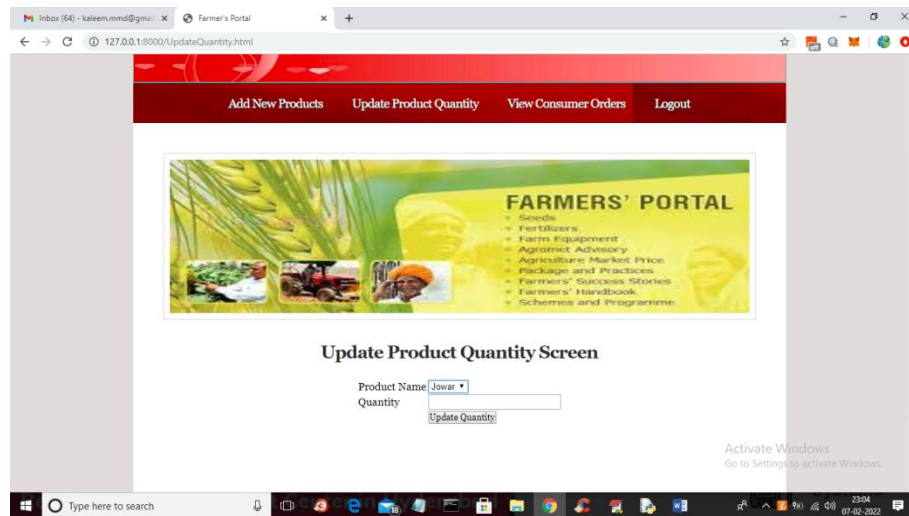 Inbox (64) - kaleem.mmd@gmai
Farmer's Portal
127.0.0.1:8000/UpdateQuantity.html
Add New Products
Update Product Quantity
View Consumer Orders
Logout
FARMERS' PORTAL
Seeds
Fertilizers
Farm Equipment
Agromet Advisory
Agriculture Market Price
Package and Practices
Farmers' Success Stories
Farmers' Handbook
Schemes and Programme
Update Product Quantity Screen
Product Name Jowar
Quantity
Update Quantity
Activate Windows
Go to Settings to activate Windows.
Type here to search
18
23:04
07-02-2022